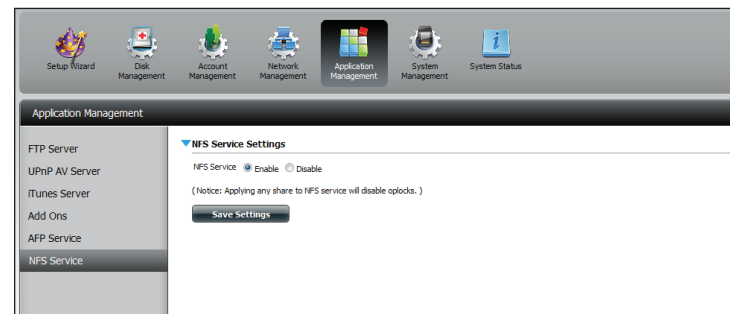 Setup Wizard
Disk Management
Account Management
Network Management
Application Management
System Management
System Status
Application Management
FTP Server
UPnP AV Server
iTunes Server
Add Ons
AFP Service
NFS Service
NFS Service Settings
NFS Service Enable Disable
( Notice: Applying any share to NFS service will disable oplocks. )
Save Settings